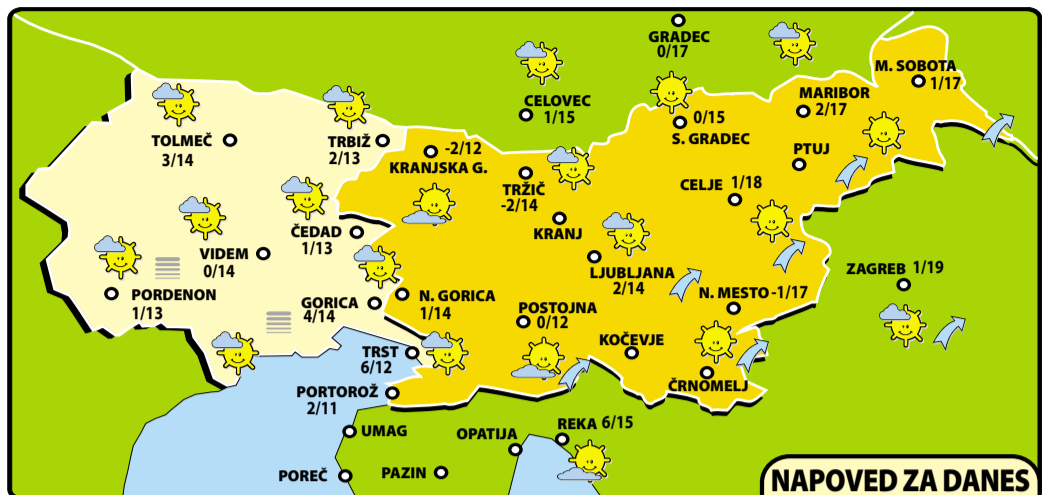 GRADEC
0/17
M. SOBOTA
1/17
CELOVEC
1/15
MARIBOR
2/17
0/15
S. GRADEC
TOLMEČ
3/14
TRBIŽ
2/13
-2/12
KRANJSKA G.
PTUJ
TRŽIČ
-2/14
CELJE 1/18
KRANJ
ČEDAD
1/13
VIDEM
0/14
LJUBLJANA
2/14
ZAGREB 1/19
PORDENON
1/13
GORICA
4/14
N. GORICA
1/14
N. MESTO -1/17
POSTOJNA
0/12
KOČEVJE
TRST
6/12
ČRNOMELJ
PORTOROŽ
2/11
UMAG
OPATIJA
REKA 6/15
POREČ
PAZIN
NAPOVED ZA DANES